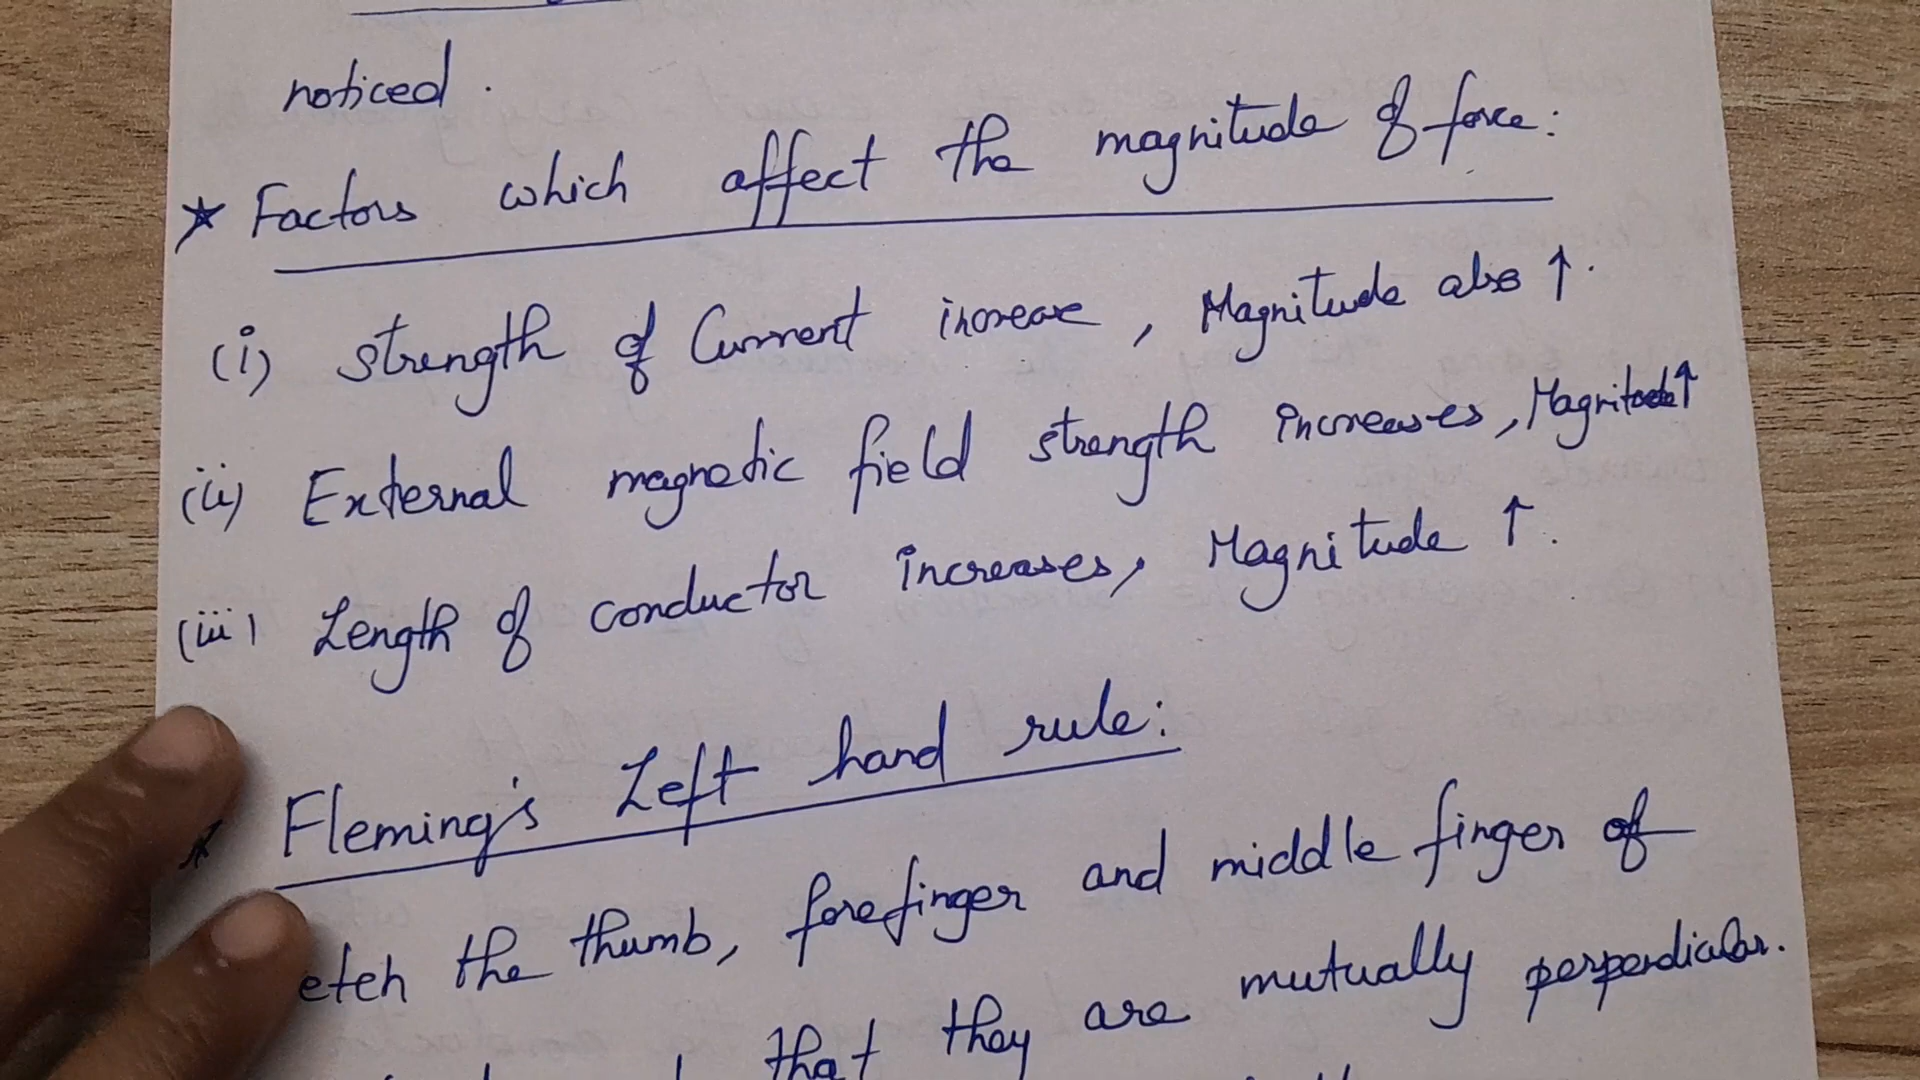 noticed.
★ Factors which affect the magnitude of force:
(i) strength of Current increase, Magnitude also ↑.
(ii) External magnetic field strength increases, Magnitude ↑
(iii) Length of conductor increases, Magnitude ↑.
★ Fleming's Left hand rule:
etch the thumb, forefinger and middle finger of
that they are mutually perpendicular.